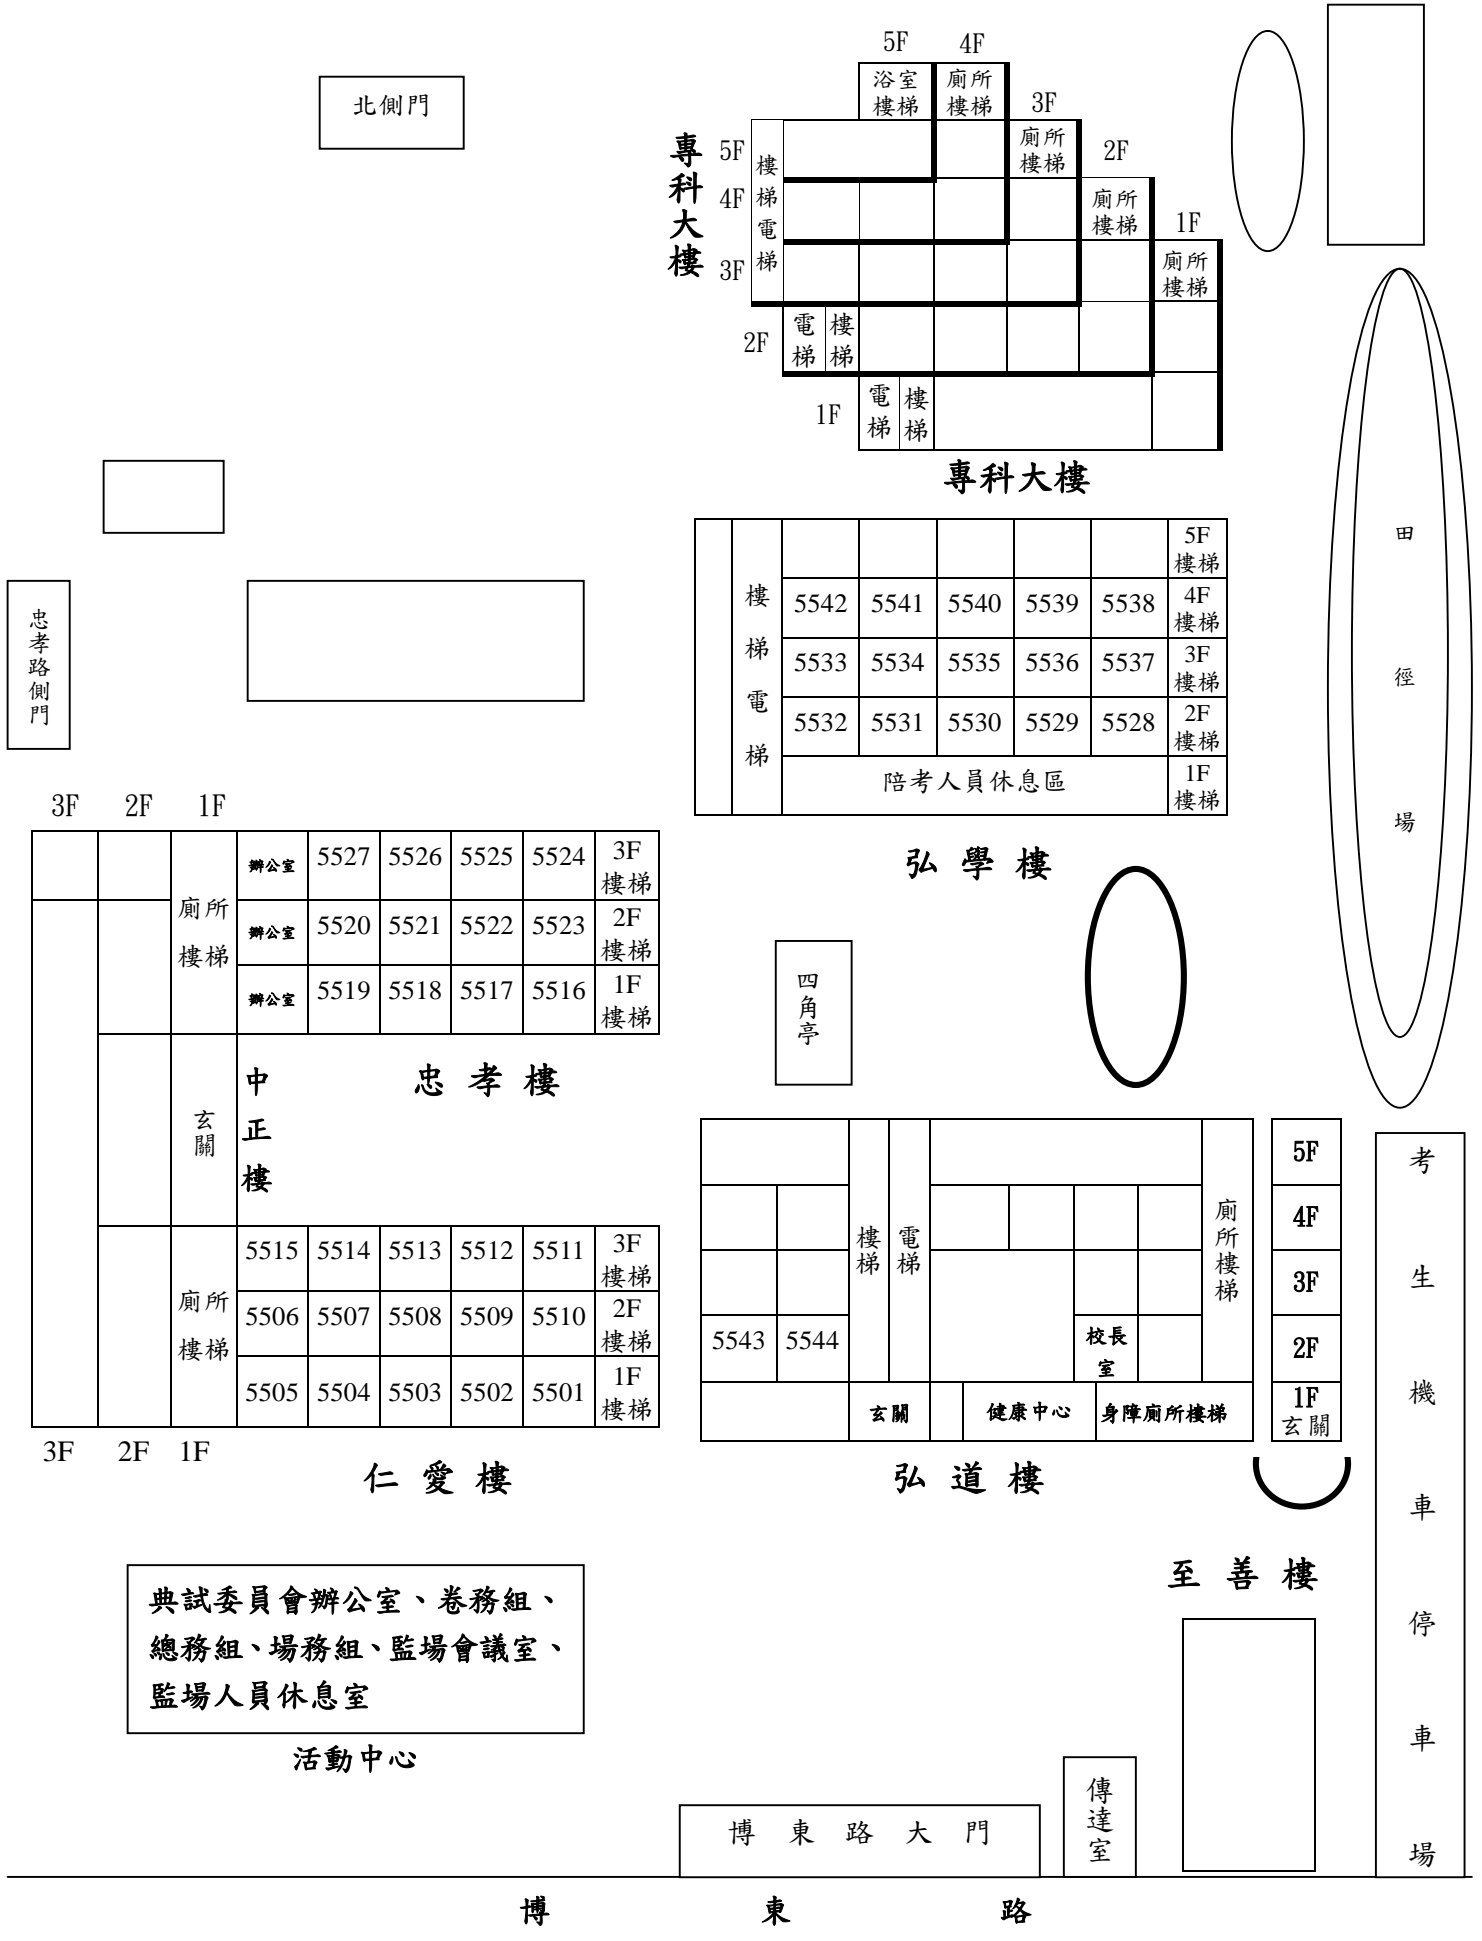 5F 4F
浴室 廁所
樓梯 樓梯
3F
廁所
樓梯
2F
廁所
樓梯
1F
廁所
樓梯
北側門
專科大樓
5F
4F
3F
樓梯電梯
2F
電梯 樓梯
1F
電梯 樓梯
專科大樓
忠孝路側門
樓梯電梯
5F
樓梯
5542 5541 5540 5539 5538 4F
樓梯
5533 5534 5535 5536 5537 3F
樓梯
5532 5531 5530 5529 5528 2F
樓梯
陪考人員休息區 1F
樓梯
弘學樓
田徑場
3F 2F 1F
廁所
樓梯
辦公室 5527 5526 5525 5524 3F
樓梯
辦公室 5520 5521 5522 5523 2F
樓梯
辦公室 5519 5518 5517 5516 1F
樓梯
忠孝樓
玄關
中正樓
四角亭
廁所
樓梯
5515 5514 5513 5512 5511 3F
樓梯
5506 5507 5508 5509 5510 2F
樓梯
5505 5504 5503 5502 5501 1F
樓梯
3F 2F 1F
仁愛樓
樓梯
電梯
廁所樓梯
5543 5544
校長
室
玄關 健康中心 身障廁所樓梯
弘道樓
5F
4F
3F
2F
1F
玄關
至善樓
考生機車停車場
典試委員會辦公室、卷務組、
總務組、場務組、監場會議室、
監場人員休息室
活動中心
博東路大門
傳達室
博東路